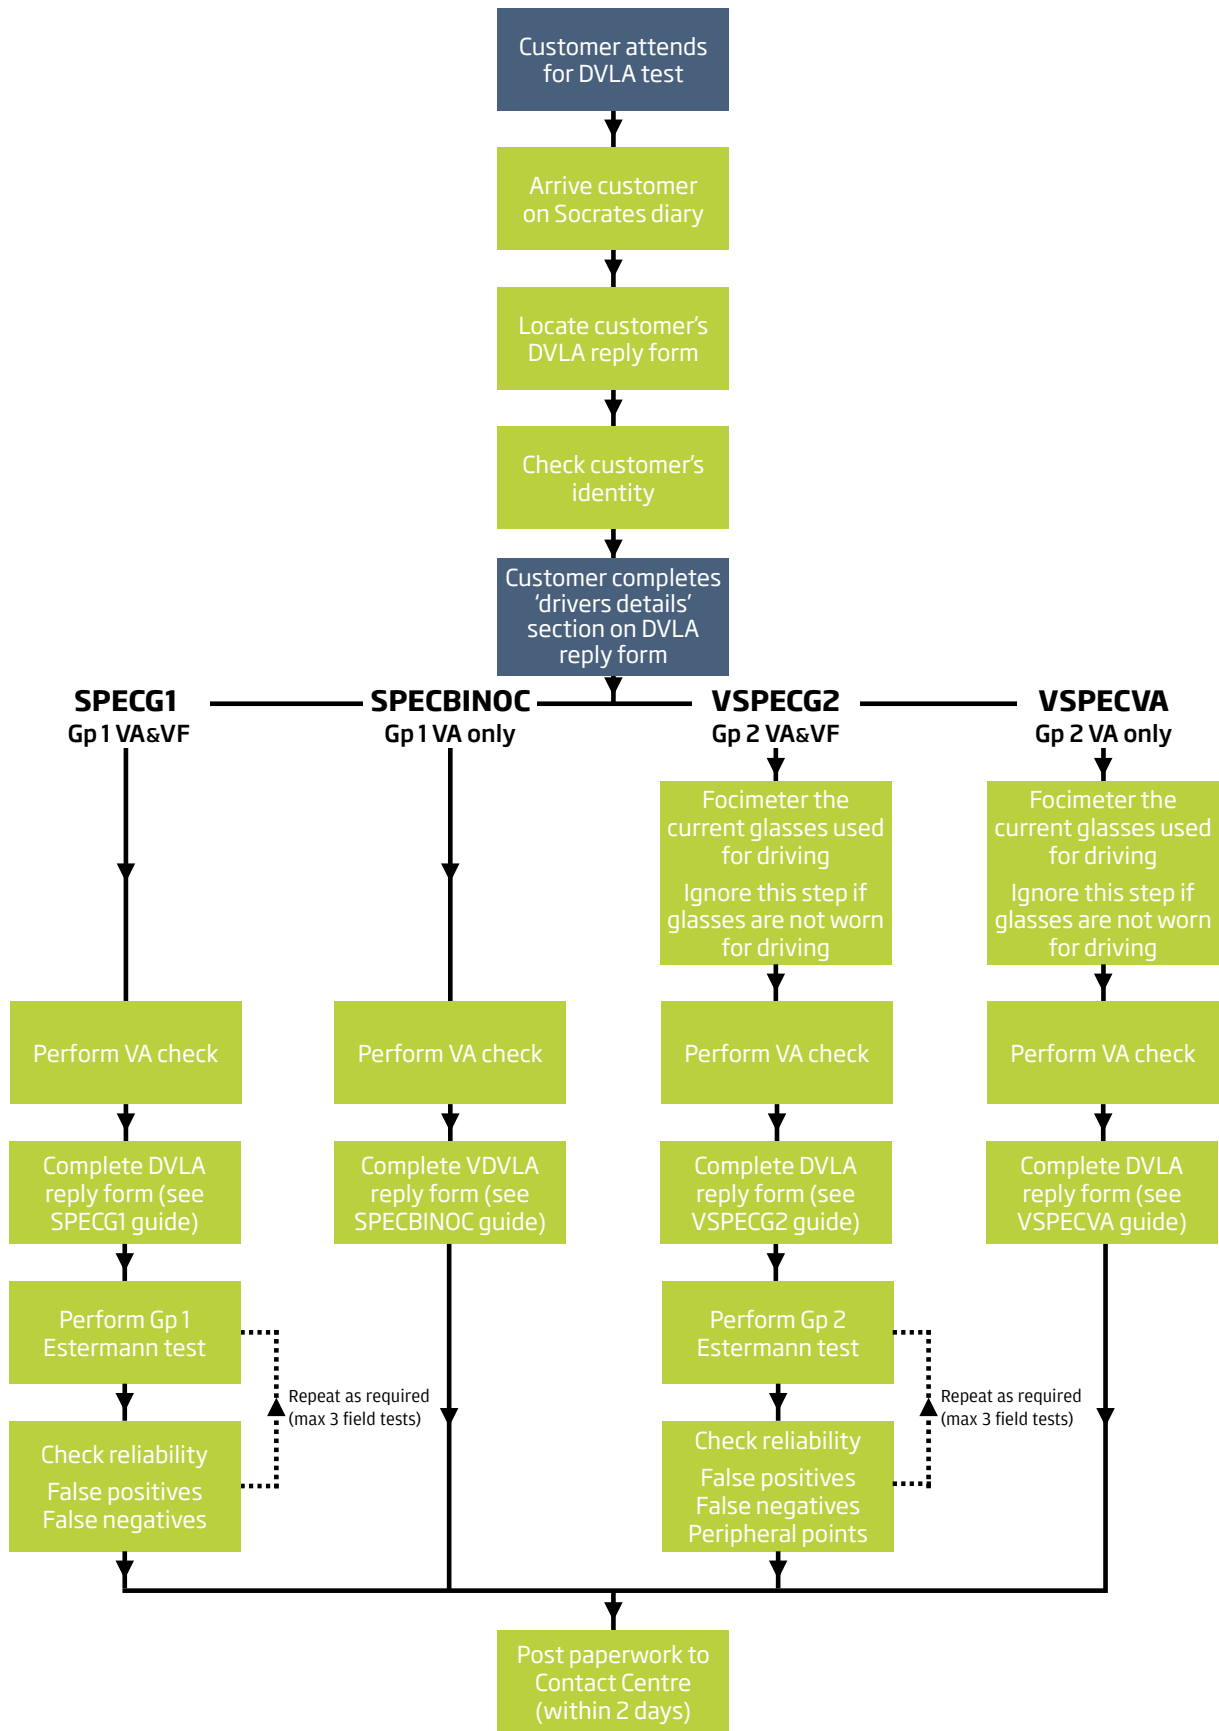 Customer attends
for DVLA test
Arrive customer
on Socrates diary
Locate customer's
DVLA reply form
Check customer's
identity
Customer completes
'drivers details'
section on DVLA
reply form
SPECG1
Gp 1 VA&VF
SPECBINOC
Gp 1 VA only
VSPECG2
Gp 2 VA&VF
VSPECVA
Gp 2 VA only
Focimeter the
current glasses used
for driving
Ignore this step if
glasses are not worn
for driving
Focimeter the
current glasses used
for driving
Ignore this step if
glasses are not worn
for driving
Perform VA check
Perform VA check
Perform VA check
Perform VA check
Complete DVLA
reply form (see
SPECG1 guide)
Complete VDVLA
reply form (see
SPECBINOC guide)
Complete DVLA
reply form (see
VSPECG2 guide)
Complete DVLA
reply form (see
VSPECVA guide)
Perform Gp 1
Estermann test
Perform Gp 2
Estermann test
Repeat as required
(max 3 field tests)
Repeat as required
(max 3 field tests)
Check reliability
False positives
False negatives
Check reliability
False positives
False negatives
Peripheral points
Post paperwork to
Contact Centre
(within 2 days)